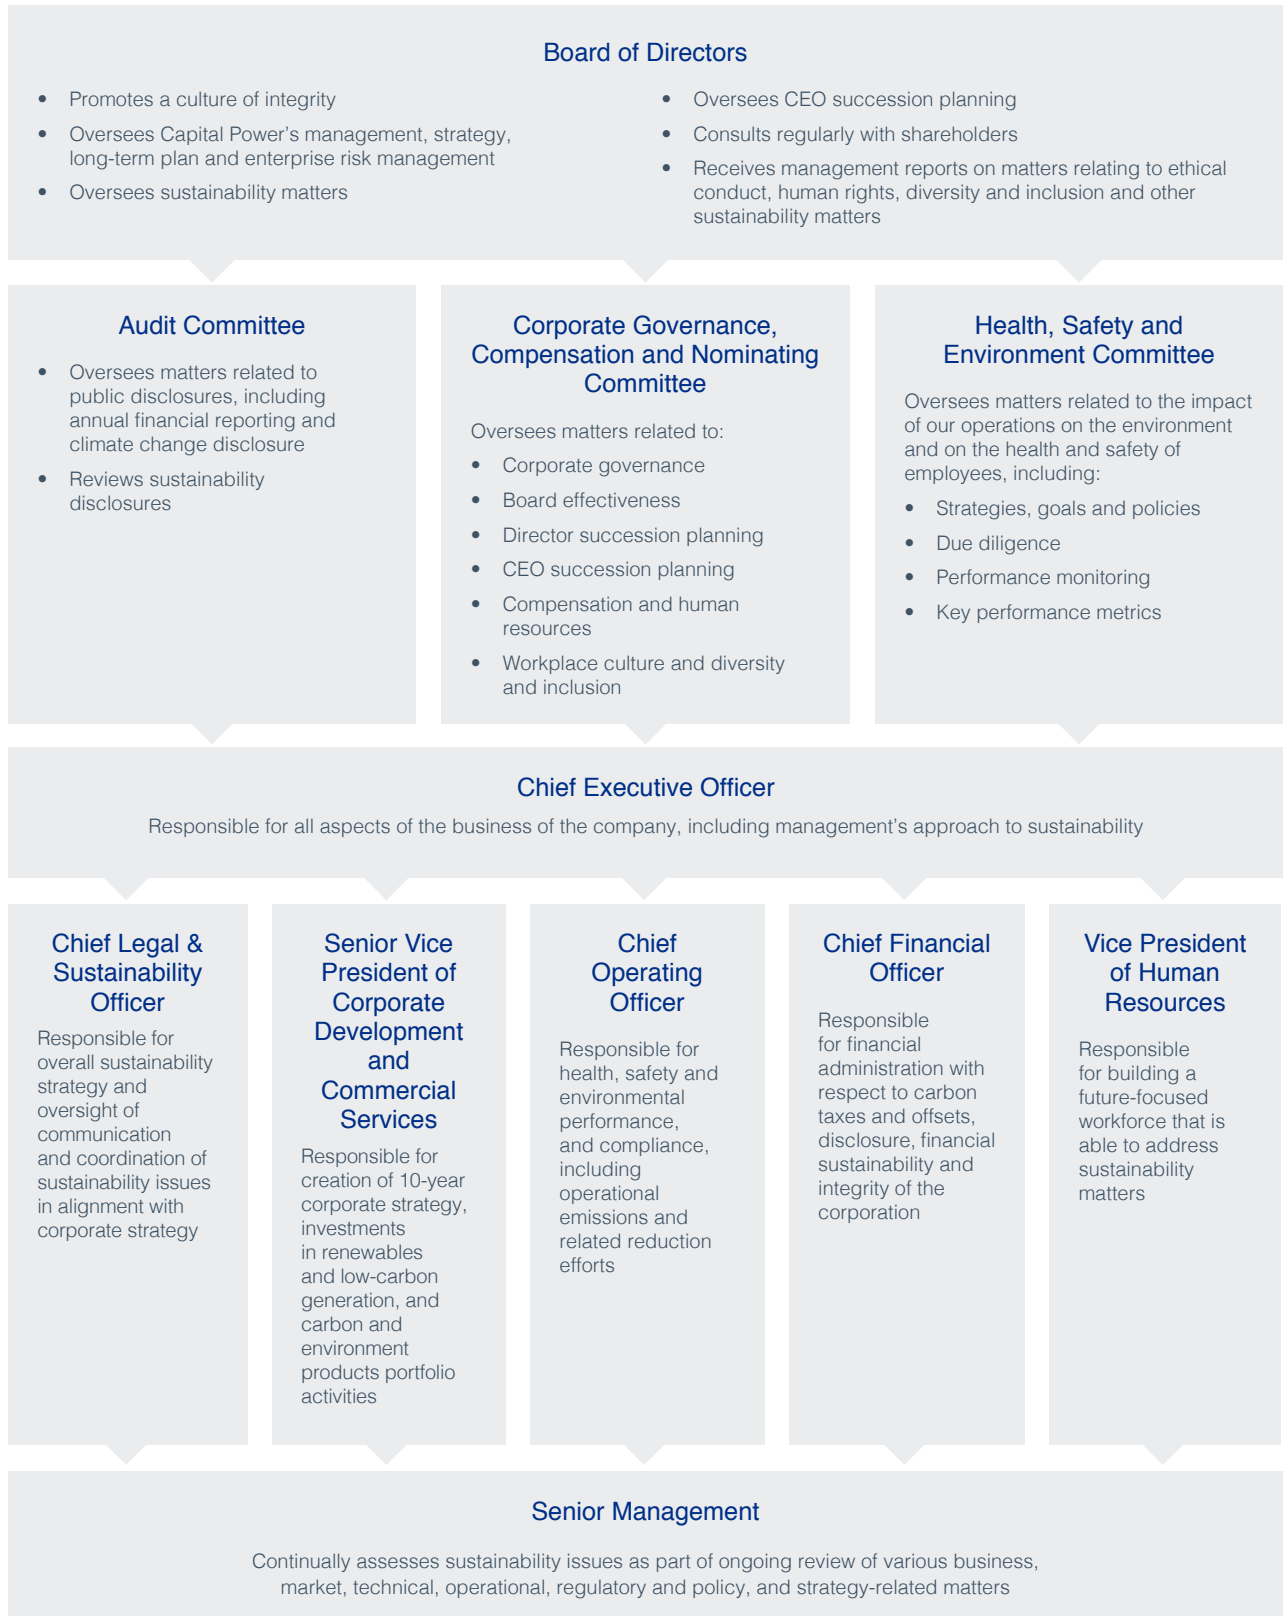 Board of Directors
• Promotes a culture of integrity
• Oversees Capital Power's management, strategy,
long-term plan and enterprise risk management
• Oversees sustainability matters
• Oversees CEO succession planning
• Consults regularly with shareholders
• Receives management reports on matters relating to ethical
conduct, human rights, diversity and inclusion and other
sustainability matters
Audit Committee
• Oversees matters related to
public disclosures, including
annual financial reporting and
climate change disclosure
• Reviews sustainability
disclosures
Corporate Governance,
Compensation and Nominating
Committee
Oversees matters related to:
• Corporate governance
• Board effectiveness
• Director succession planning
• CEO succession planning
• Compensation and human
resources
• Workplace culture and diversity
and inclusion
Health, Safety and
Environment Committee
Oversees matters related to the impact
of our operations on the environment
and on the health and safety of
employees, including:
• Strategies, goals and policies
• Due diligence
• Performance monitoring
• Key performance metrics
Chief Executive Officer
Responsible for all aspects of the business of the company, including management's approach to sustainability
Chief Legal &
Sustainability
Officer
Responsible for
overall sustainability
strategy and
oversight of
communication
and coordination of
sustainability issues
in alignment with
corporate strategy
Senior Vice
President of
Corporate
Development
and
Commercial
Services
Responsible for
creation of 10-year
corporate strategy,
investments
in renewables
and low-carbon
generation, and
carbon and
environment
products portfolio
activities
Chief
Operating
Officer
Responsible for
health, safety and
environmental
performance,
and compliance,
including
operational
emissions and
related reduction
efforts
Chief Financial
Officer
Responsible
for financial
administration with
respect to carbon
taxes and offsets,
disclosure, financial
sustainability and
integrity of the
corporation
Vice President
of Human
Resources
Responsible
for building a
future-focused
workforce that is
able to address
sustainability
matters
Senior Management
Continually assesses sustainability issues as part of ongoing review of various business,
market, technical, operational, regulatory and policy, and strategy-related matters